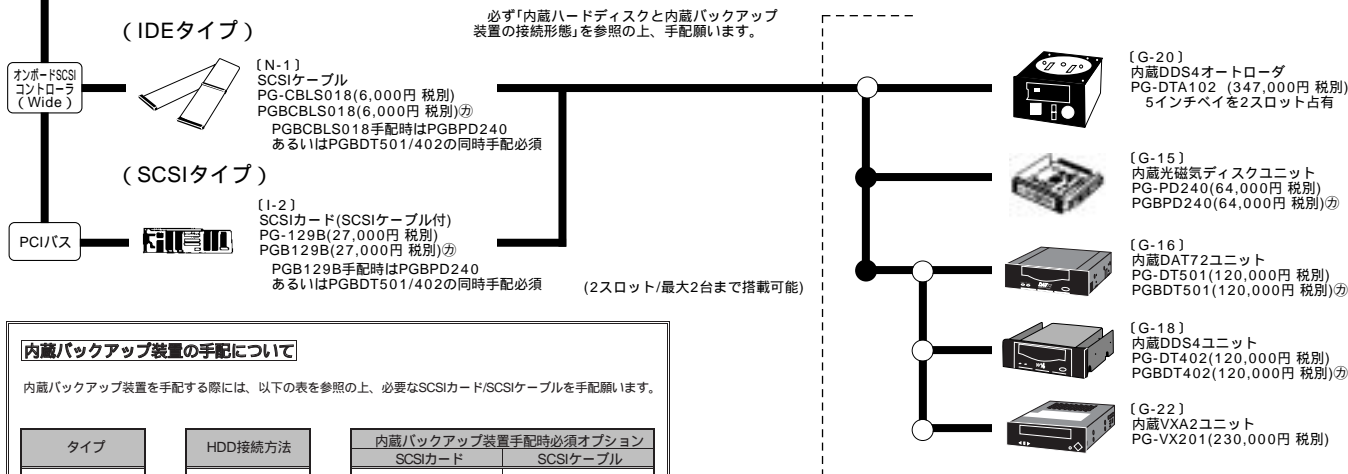 （IDEタイプ）
必ず「内蔵ハードディスクと内蔵バックアップ
装置の接続形態」を参照の上、手配願います。
オンボードSCSI
コントローラ
（Wide）
〔N-1〕
SCSIケーブル
PG-CBLS018(6,000円 税別)
PGBCBLS018(6,000円 税別)㋕
PGBCBLS018手配時はPGBPD240
あるいはPGBDT501/402の同時手配必須
（SCSIタイプ）
PCIバス
〔I-2〕
SCSIカード(SCSIケーブル付)
PG-129B(27,000円 税別)
PGB129B(27,000円 税別)㋕
PGB129B手配時はPGBPD240
あるいはPGBDT501/402の同時手配必須
(2スロット/最大2台まで搭載可能)
〔G-20〕
内蔵DDS4オートローダ
PG-DTA102 (347,000円 税別)
5インチベイを2スロット占有
〔G-15〕
内蔵光磁気ディスクユニット
PG-PD240(64,000円 税別)
PGBPD240(64,000円 税別)㋕
〔G-16〕
内蔵DAT72ユニット
PG-DT501(120,000円 税別)
PGBDT501(120,000円 税別)㋕
〔G-18〕
内蔵DDS4ユニット
PG-DT402(120,000円 税別)
PGBDT402(120,000円 税別)㋕
〔G-22〕
内蔵VXA2ユニット
PG-VX201(230,000円 税別)
内蔵バックアップ装置の手配について
内蔵バックアップ装置を手配する際には、以下の表を参照の上、必要なSCSIカード/SCSIケーブルを手配願います。
タイプ
HDD接続方法
内蔵バックアップ装置手配時必須オプション
SCSIカード
SCSIケーブル